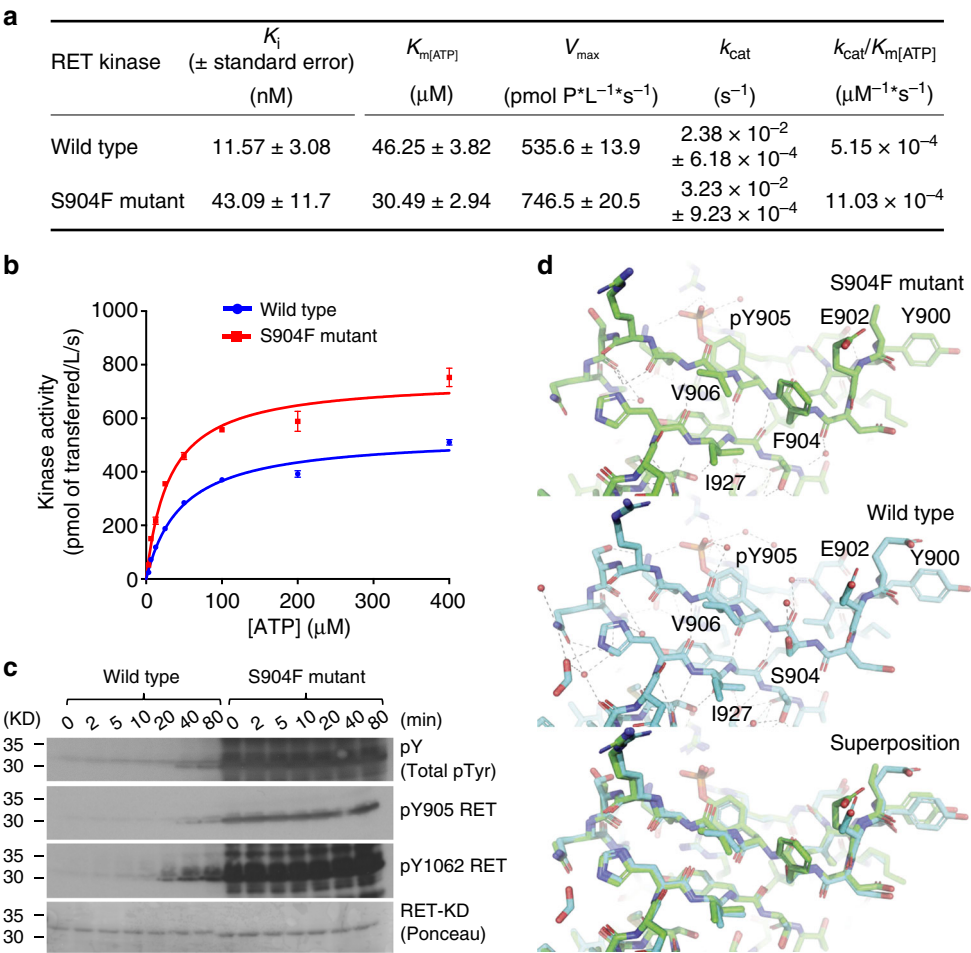 a
RET kinase
Ki
(± standard error)
(nM)
Km[ATP]
(μM)
Vmax
(pmol P*L−1*s−1)
kcat
(s−1)
kcat/Km[ATP]
(μM−1*s−1)
Wild type 11.57 ± 3.08 46.25 ± 3.82 535.6 ± 13.9 2.38 × 10−2 ± 6.18 × 10−4 5.15 × 10−4
S904F mutant 43.09 ± 11.7 30.49 ± 2.94 746.5 ± 20.5 3.23 × 10−2 ± 9.23 × 10−4 11.03 × 10−4
b
Wild type
S904F mutant
Kinase activity
(pmol of transferred/L/s)
1000
800
600
400
200
0
0 100 200 300 400
[ATP] (μM)
c
Wild type S904F mutant
(KD) 0 2 5 10 20 40 80 0 2 5 10 20 40 80 (min)
35
30
pY
(Total pTyr)
35
30
pY905 RET
35
30
pY1062 RET
35
30
RET-KD
(Ponceau)
d
S904F mutant
pY905 E902 Y900
V906
F904
I927
Wild type
pY905 E902 Y900
V906
S904
I927
Superposition